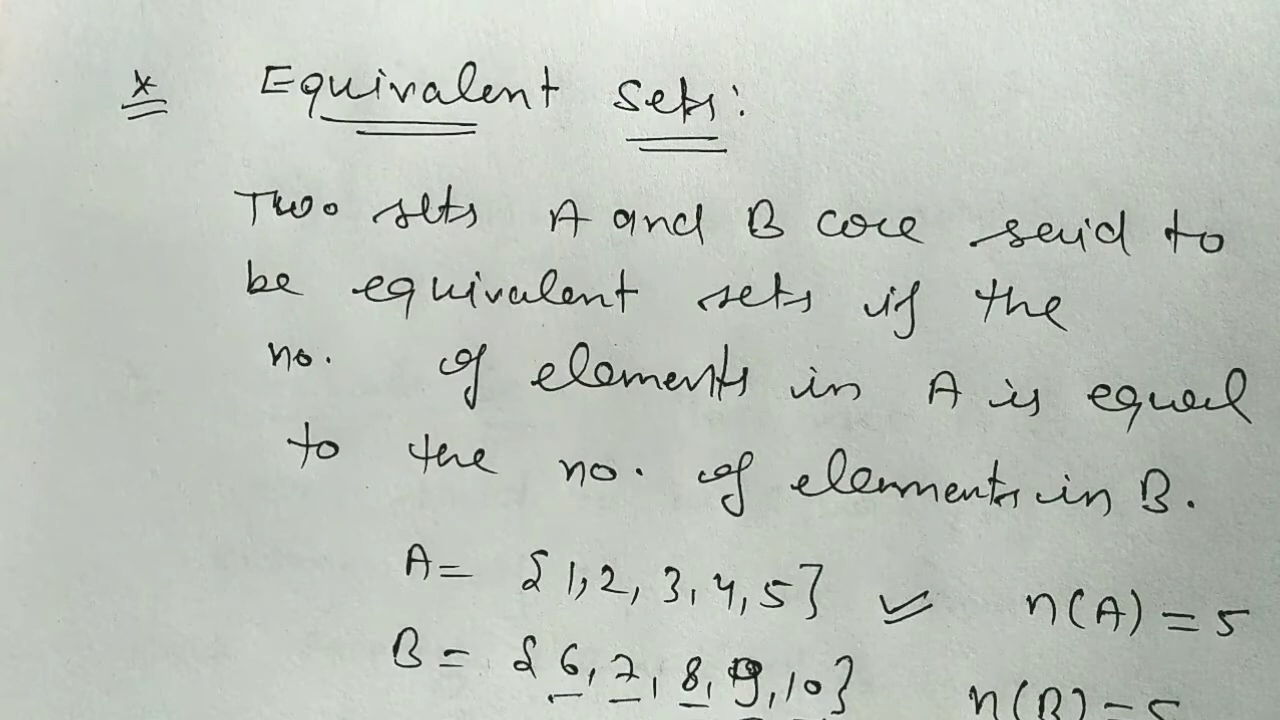 * Equivalent sets:
Two sets A and B are said to
be equivalent sets if the
no. of elements in A is equal
to the no. of elements in B.
A = {1, 2, 3, 4, 5} n(A) = 5
B = {6, 7, 8, 9, 10} n(B) = 5